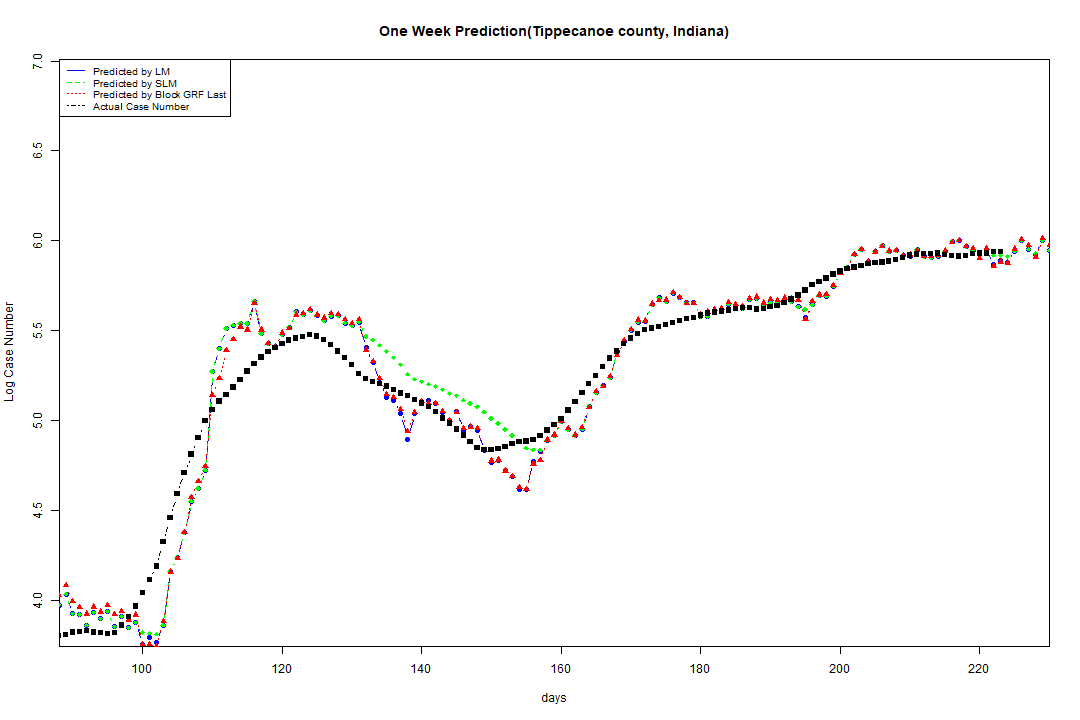 One Week Prediction(Tippecanoe county, Indiana)
Predicted by LM
Predicted by SLM
Predicted by Block GRF Last
Actual Case Number
7.0
6.5
6.0
5.5
5.0
4.5
4.0
Log Case Number
100 120 140 160 180 200 220
days